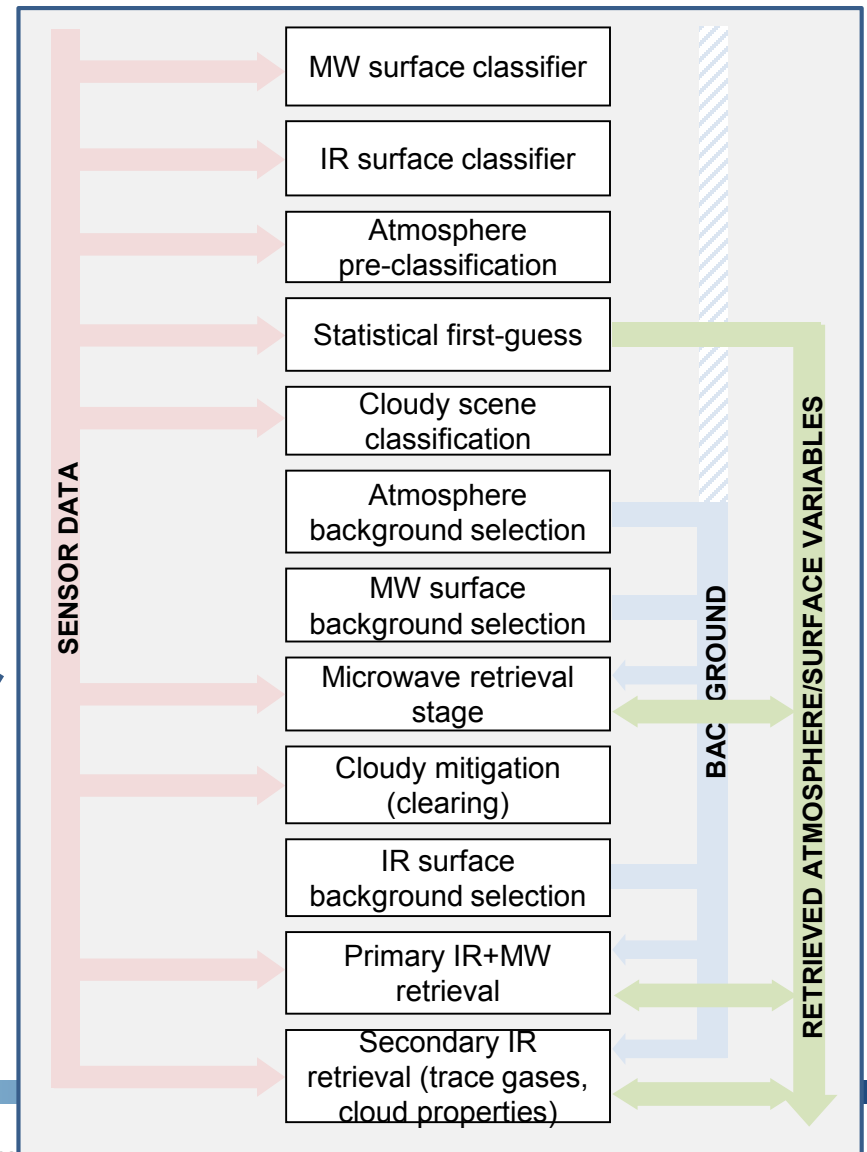 MW surface classifier
IR surface classifier
Atmosphere
pre-classification
Statistical first-guess
Cloudy scene
classification
Atmosphere
background selection
MW surface
background selection
Microwave retrieval
stage
Cloudy mitigation
(clearing)
IR surface
background selection
Primary IR+MW
retrieval
Secondary IR
retrieval (trace gases,
cloud properties)
SENSOR DATA
BACKGROUND
RETRIEVED ATMOSPHERE/SURFACE VARIABLES